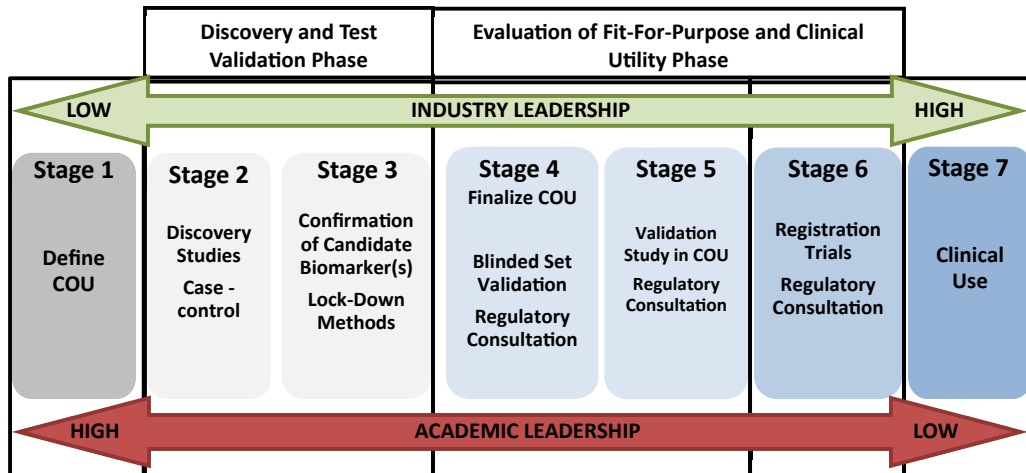 Discovery and Test
Validation Phase
Evaluation of Fit-For-Purpose and Clinical
Utility Phase
LOW
INDUSTRY LEADERSHIP
HIGH
Stage 1
Define
COU
Stage 2
Discovery
Studies
Case -
control
Stage 3
Confirmation
of Candidate
Biomarker(s)
Lock-Down
Methods
Stage 4
Finalize COU
Blinded Set
Validation
Regulatory
Consultation
Stage 5
Validation
Study in COU
Regulatory
Consultation
Stage 6
Registration
Trials
Regulatory
Consultation
Stage 7
Clinical
Use
HIGH
ACADEMIC LEADERSHIP
LOW